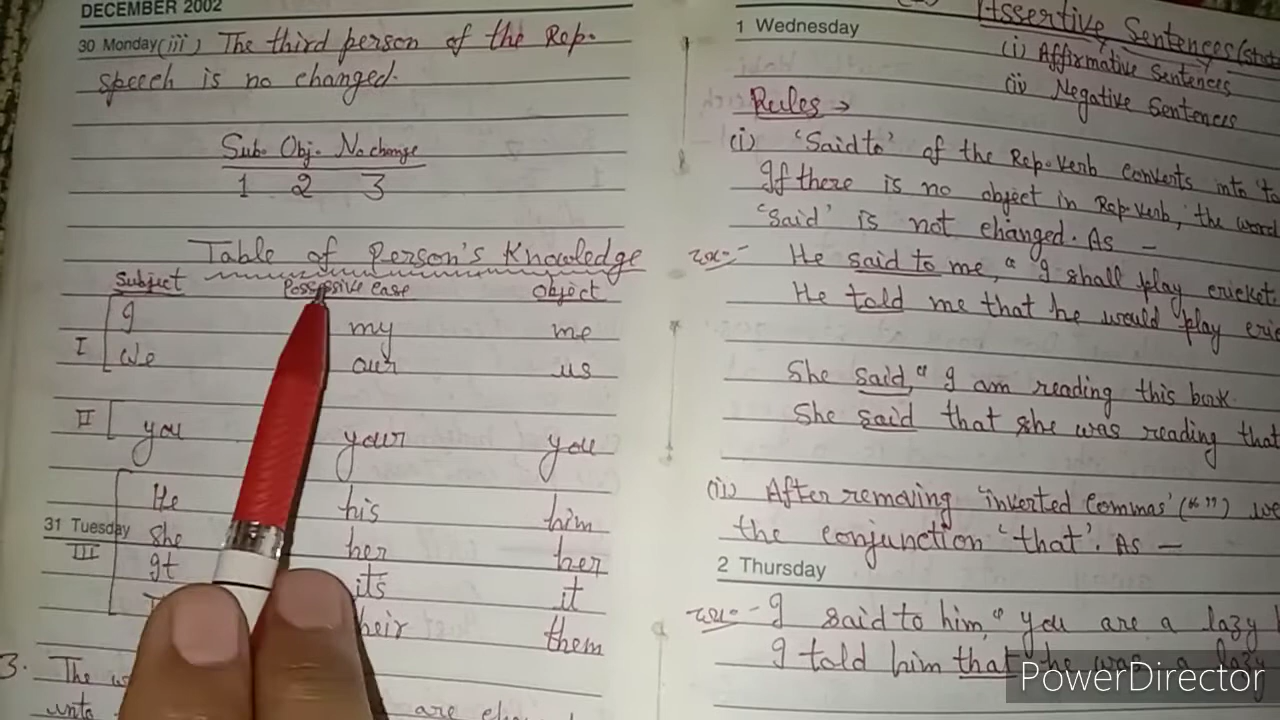 DECEMBER 2002
30 Monday (iii) The third person of the Rep.
speech is no changed.
Sub. Obj. No change
1 2 3
Table of Person's Knowledge
Subject Possessive case Object
I
I my me
We our us
II
you your you
III
He his him
31 Tuesday
she her her
It its it
their them
3. The
into are
1 Wednesday
Assertive Sentences
(i) Affirmative Sentences
(ii) Negative Sentences
Rules →
(i) 'Said to' of the Rep. verb converts into
If there is no object in Rep. verb, the word
'said' is not changed. As –
He said to me, "I shall play cricket
He told me that he would play
She said, "I am reading this book.
She said that she was reading that
(ii) After removing 'inverted Commas' (" ") we
the conjunction 'that'. As –
2 Thursday
I said to him, "you are a lazy
I told him that he was a lazy
PowerDirector